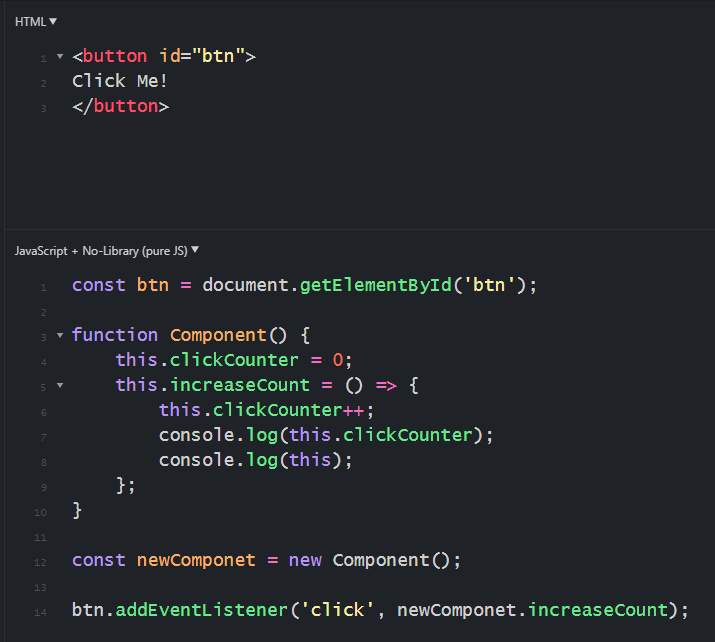 HTML ▼
1 ▾ <button id="btn">
2 Click Me!
3 </button>
JavaScript + No-Library (pure JS) ▼
1 const btn = document.getElementById('btn');
2
3 ▾ function Component() {
4     this.clickCounter = 0;
5 ▾     this.increaseCount = () => {
6         this.clickCounter++;
7         console.log(this.clickCounter);
8         console.log(this);
9     };
10 }
11
12 const newComponet = new Component();
13
14 btn.addEventListener('click', newComponet.increaseCount);